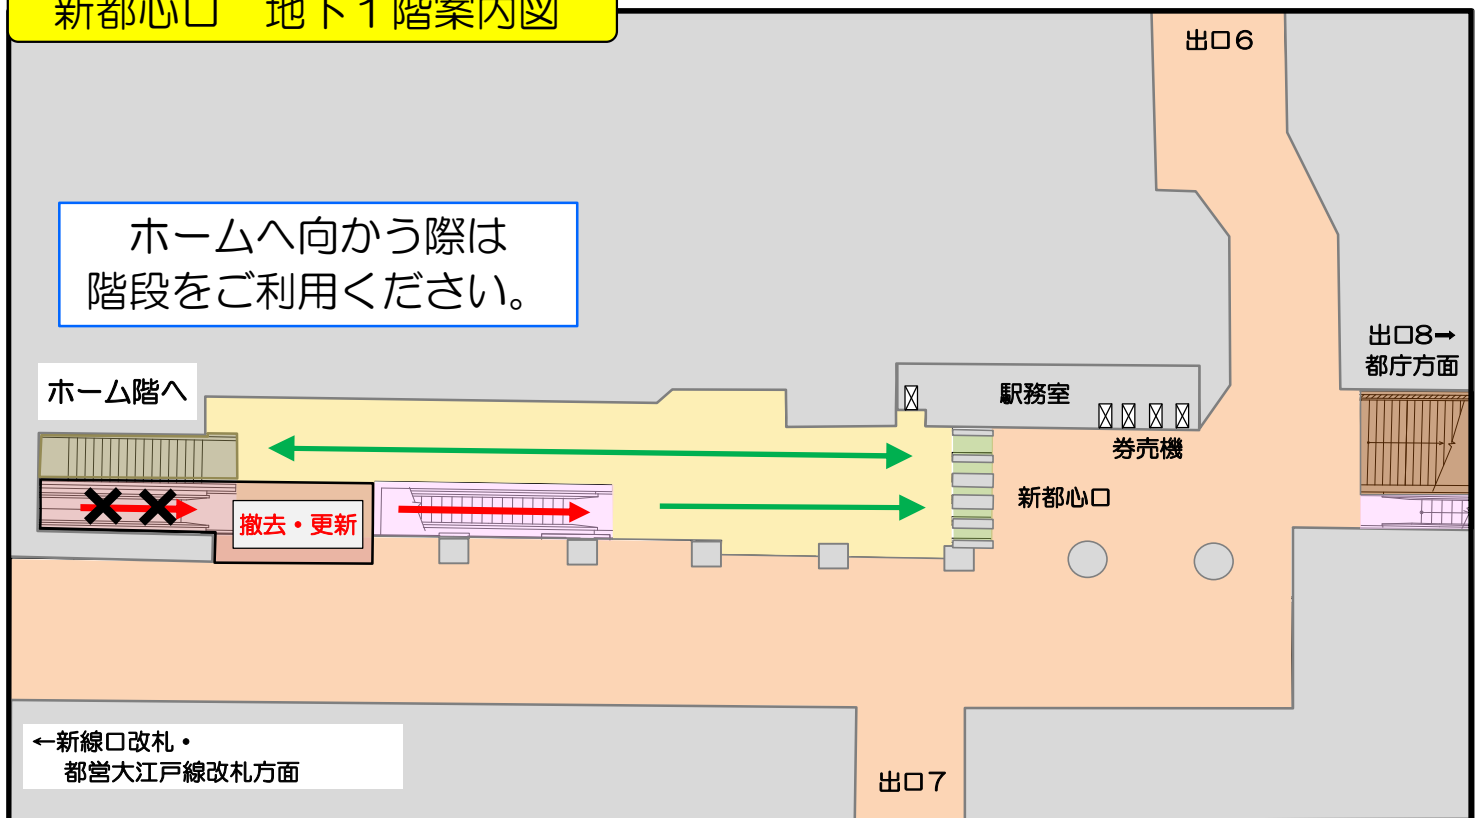 新都心口　地下１階案内図
出口６
ホームへ向かう際は
階段をご利用ください。
出口８→
都庁方面
ホーム階へ
駅務室
券売機
新都心口
撤去・更新
←新線口改札・
都営大江戸線改札方面
出口７